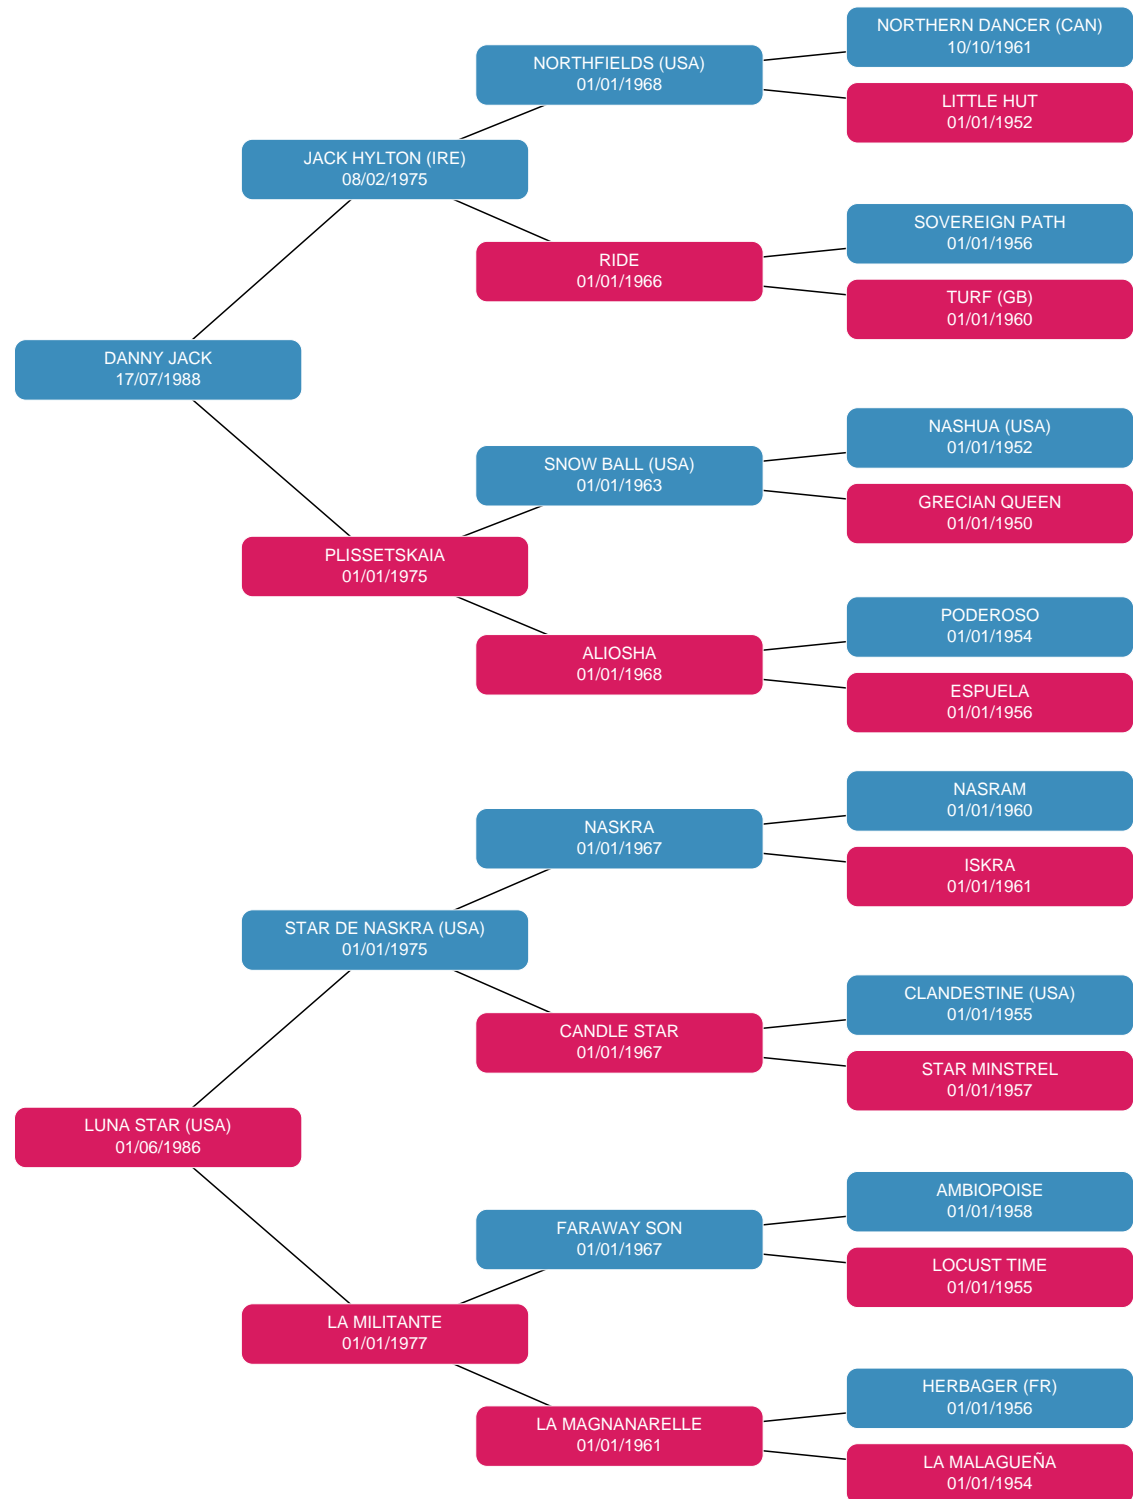 NORTHERN DANCER (CAN)
10/10/1961
NORTHFIELDS (USA)
01/01/1968
LITTLE HUT
01/01/1952
JACK HYLTON (IRE)
08/02/1975
SOVEREIGN PATH
01/01/1956
RIDE
01/01/1966
TURF (GB)
01/01/1960
DANNY JACK
17/07/1988
NASHUA (USA)
01/01/1952
SNOW BALL (USA)
01/01/1963
GRECIAN QUEEN
01/01/1950
PLISSETSKAIA
01/01/1975
PODEROSO
01/01/1954
ALIOSHA
01/01/1968
ESPUELA
01/01/1956
NASRAM
01/01/1960
NASKRA
01/01/1967
ISKRA
01/01/1961
STAR DE NASKRA (USA)
01/01/1975
CLANDESTINE (USA)
01/01/1955
CANDLE STAR
01/01/1967
STAR MINSTREL
01/01/1957
LUNA STAR (USA)
01/06/1986
AMBIOPOISE
01/01/1958
FARAWAY SON
01/01/1967
LOCUST TIME
01/01/1955
LA MILITANTE
01/01/1977
HERBAGER (FR)
01/01/1956
LA MAGNANARELLE
01/01/1961
LA MALAGUEÑA
01/01/1954